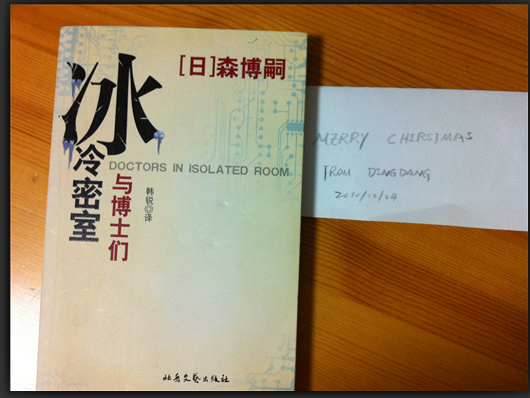 [日]森博嗣
冰冷密室
DOCTORS IN ISOLATED ROOM
与博士们
韩锐◎译
北岳文艺出版社
MERRY CHIRSTMAS
FROM DINGDANG
2010/12/24